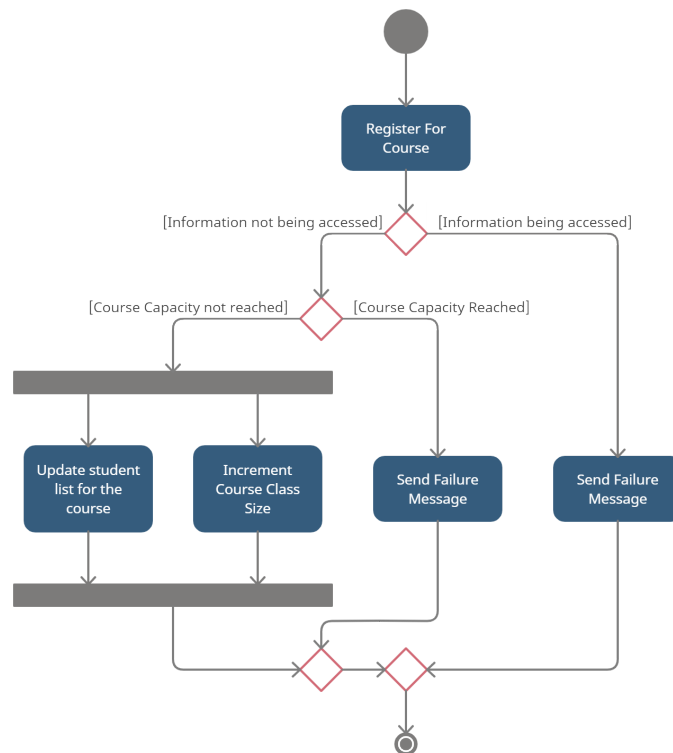 Register For
Course
[Information not being accessed]
[Information being accessed]
[Course Capacity not reached]
[Course Capacity Reached]
Update student
list for the
course
Increment
Course Class
Size
Send Failure
Message
Send Failure
Message